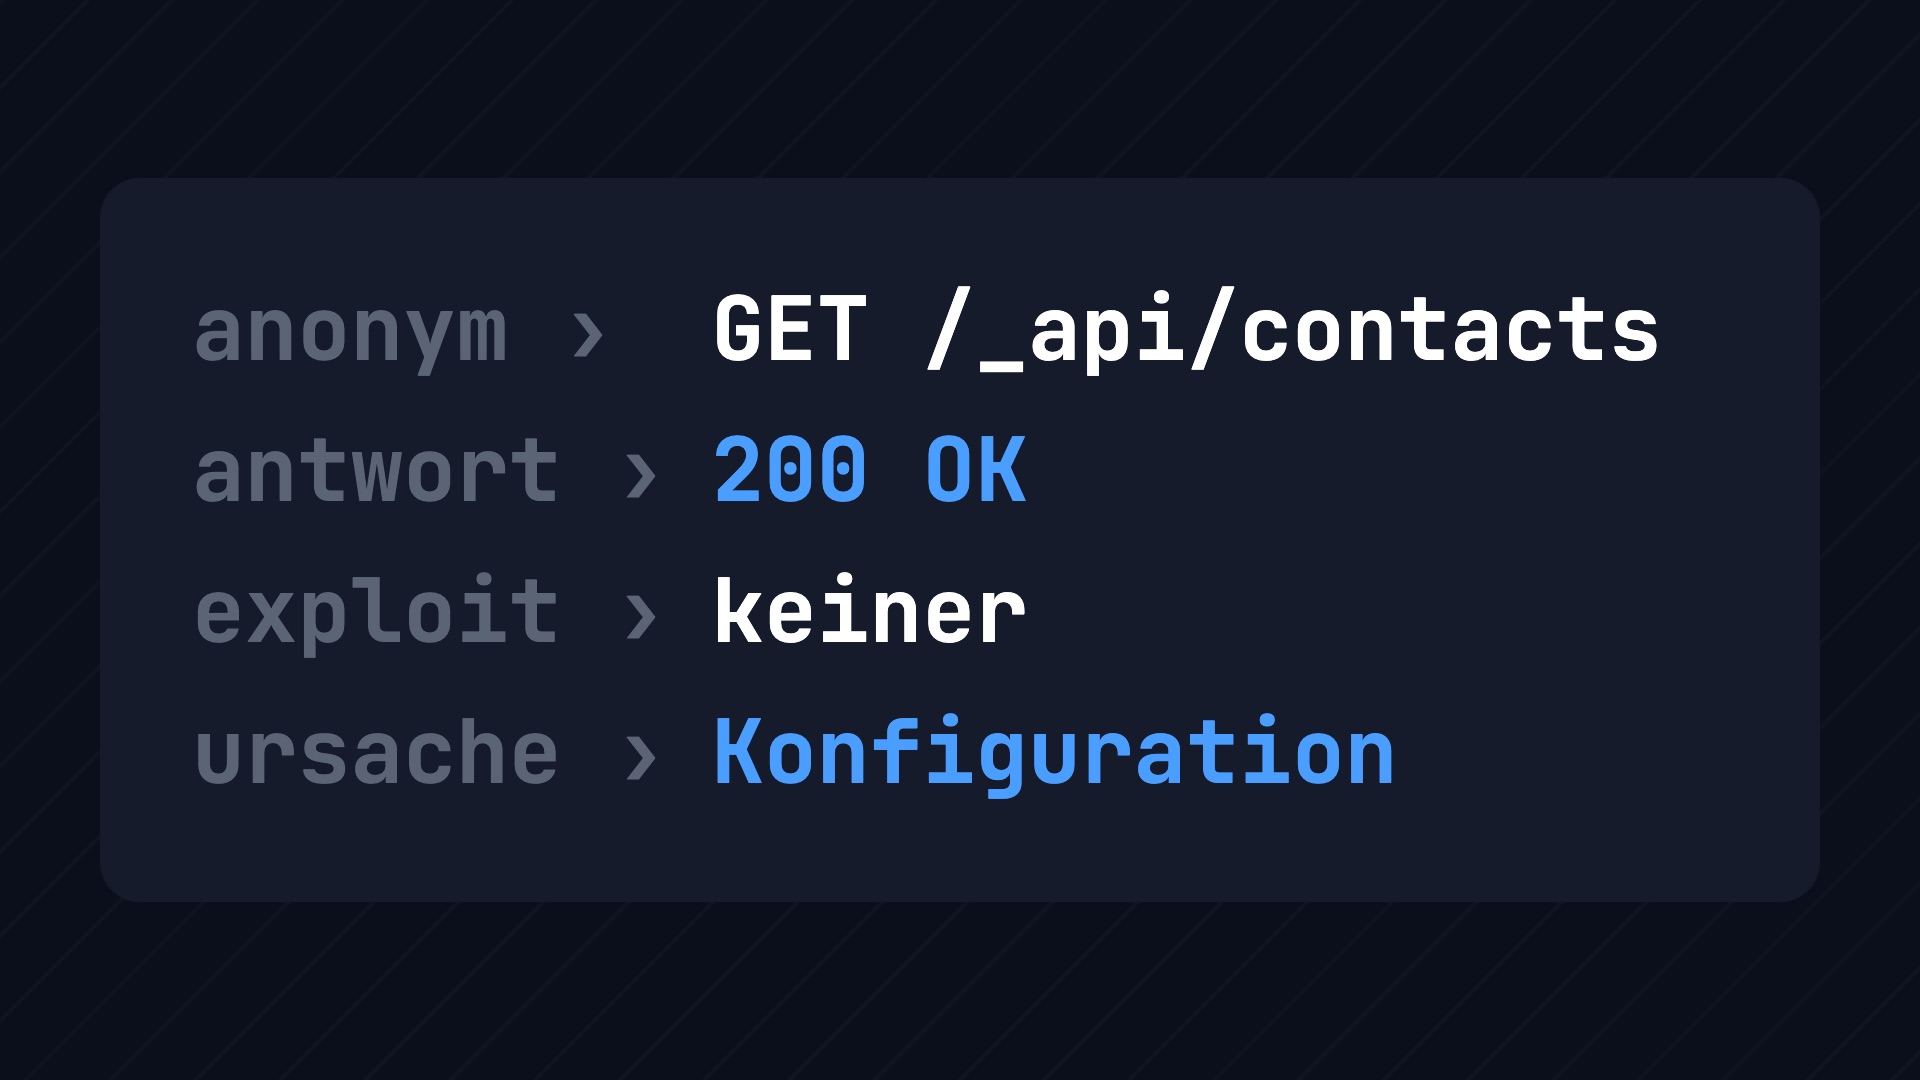 anonym › GET /_api/contacts
antwort › 200 OK
exploit › keiner
ursache › Konfiguration